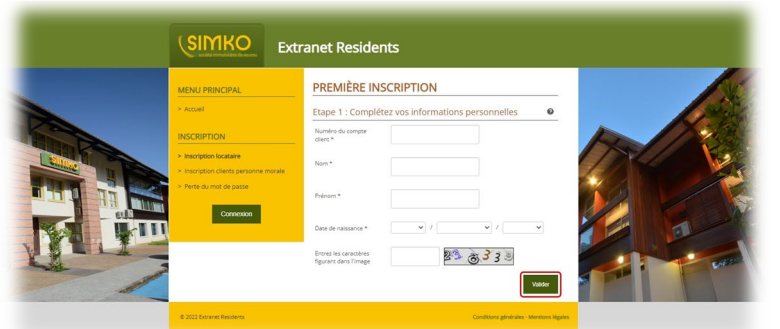 SIMKO
Extranet Residents
MENU PRINCIPAL
> Accueil
INSCRIPTION
> Inscription locataire
> Inscription clients personne morale
> Perte du mot de passe
Connexion
PREMIÈRE INSCRIPTION
Etape 1 : Complétez vos informations personnelles
Numéro du compte
client *
Nom *
Prénom *
Date de naissance *
/
/
Entrez les caractères
figurant dans l'image
Valider
SIMKO
© 2022 Extranet Residents
Conditions générales - Mentions légales